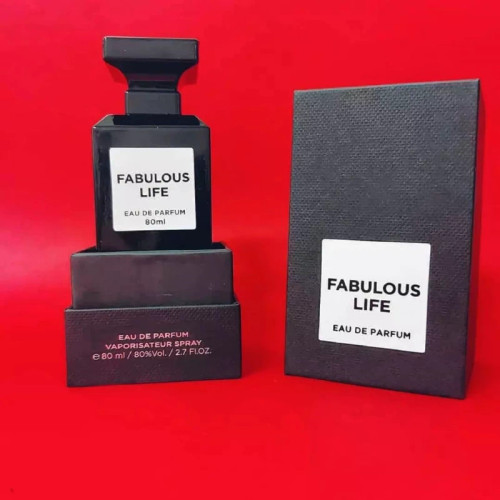 FABULOUS
LIFE
EAU DE PARFUM
80ml
EAU DE PARFUM
VAPORISATEUR SPRAY
℮ 80 ml / 80%Vol. / 2.7 Fl.OZ.
FABULOUS
LIFE
EAU DE PARFUM